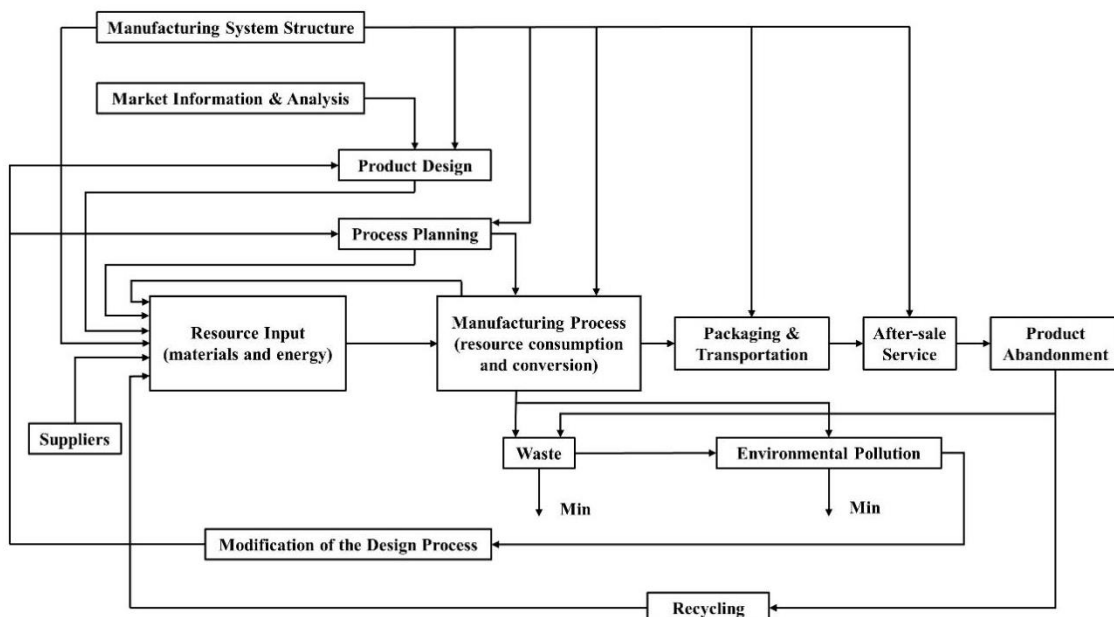 Manufacturing System Structure
Market Information & Analysis
Product Design
Process Planning
Resource Input
(materials and energy)
Manufacturing Process
(resource consumption
and conversion)
Packaging &
Transportation
After-sale
Service
Product
Abandonment
Suppliers
Waste
Environmental Pollution
Min
Min
Modification of the Design Process
Recycling